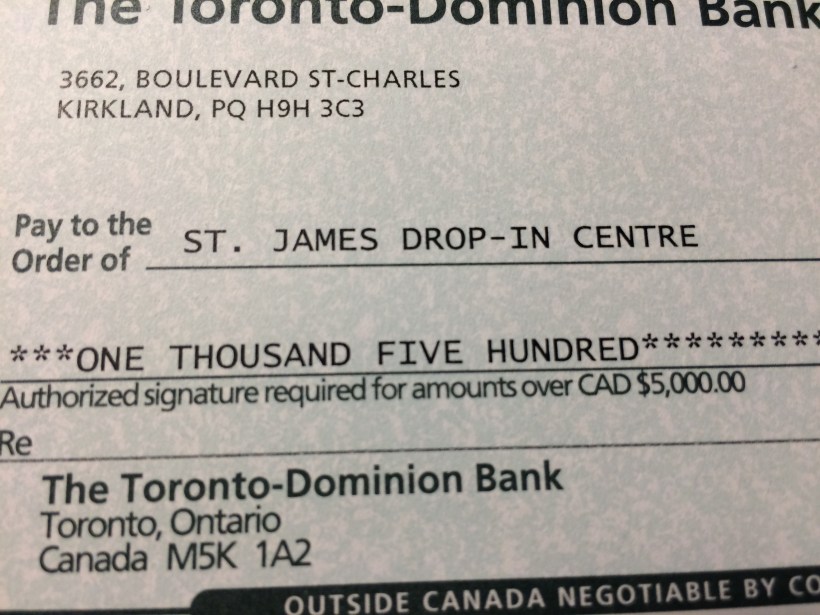 The Toronto-Dominion Bank
3662, BOULEVARD ST-CHARLES
KIRKLAND, PQ H9H 3C3
Pay to the
Order of ST. JAMES DROP-IN CENTRE
***ONE THOUSAND FIVE HUNDRED*********
Authorized signature required for amounts over CAD $5,000.00
Re
The Toronto-Dominion Bank
Toronto, Ontario
Canada M5K 1A2
OUTSIDE CANADA NEGOTIABLE BY CO